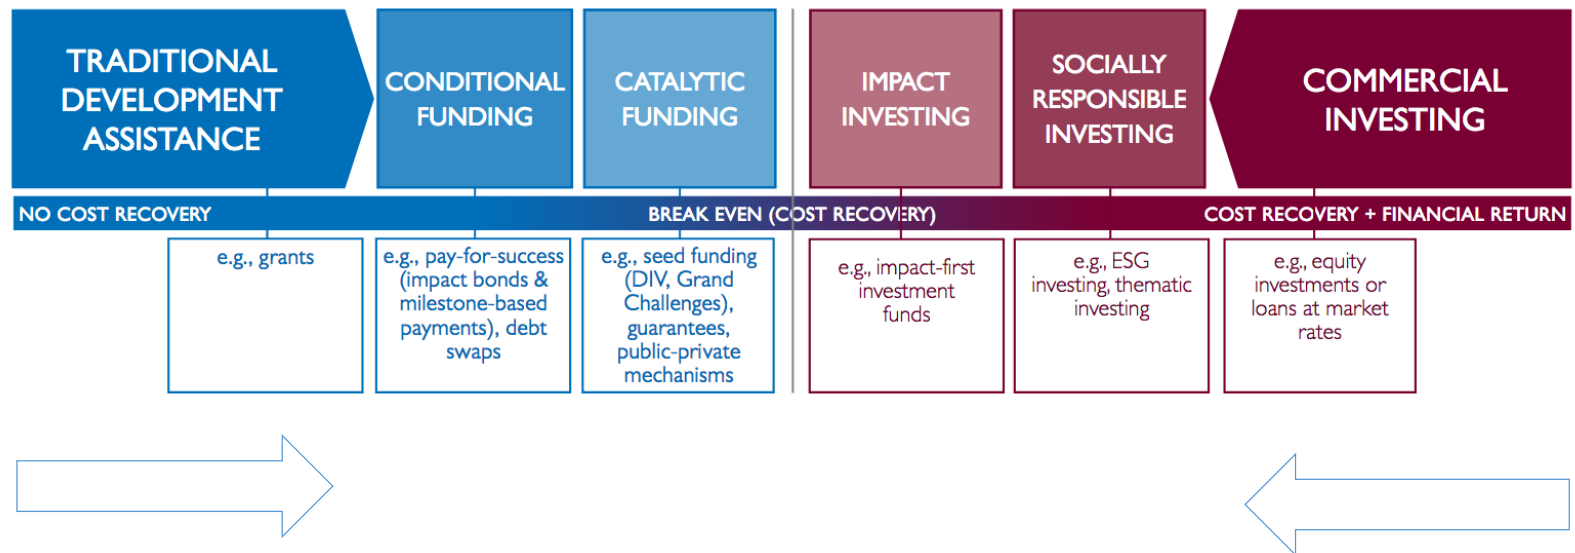 TRADITIONAL
DEVELOPMENT
ASSISTANCE
CONDITIONAL
FUNDING
CATALYTIC
FUNDING
IMPACT
INVESTING
SOCIALLY
RESPONSIBLE
INVESTING
COMMERCIAL
INVESTING
NO COST RECOVERY
BREAK EVEN (COST RECOVERY)
COST RECOVERY + FINANCIAL RETURN
e.g., grants
e.g., pay-for-success
(impact bonds &
milestone-based
payments), debt
swaps
e.g., seed funding
(DIV, Grand
Challenges),
guarantees,
public-private
mechanisms
e.g., impact-first
investment
funds
e.g., ESG
investing, thematic
investing
e.g., equity
investments or
loans at market
rates